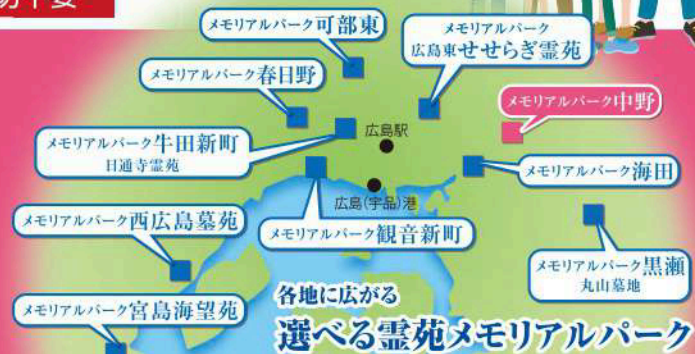 メモリアルパーク可部東
メモリアルパーク
広島東せせらぎ霊苑
メモリアルパーク春日野
メモリアルパーク中野
メモリアルパーク牛田新町
日通寺霊苑
広島駅
メモリアルパーク海田
広島(宇品)港
メモリアルパーク西広島墓苑
メモリアルパーク観音新町
メモリアルパーク黒瀬
丸山墓地
メモリアルパーク宮島海望苑
各地に広がる
選べる霊苑メモリアルパーク